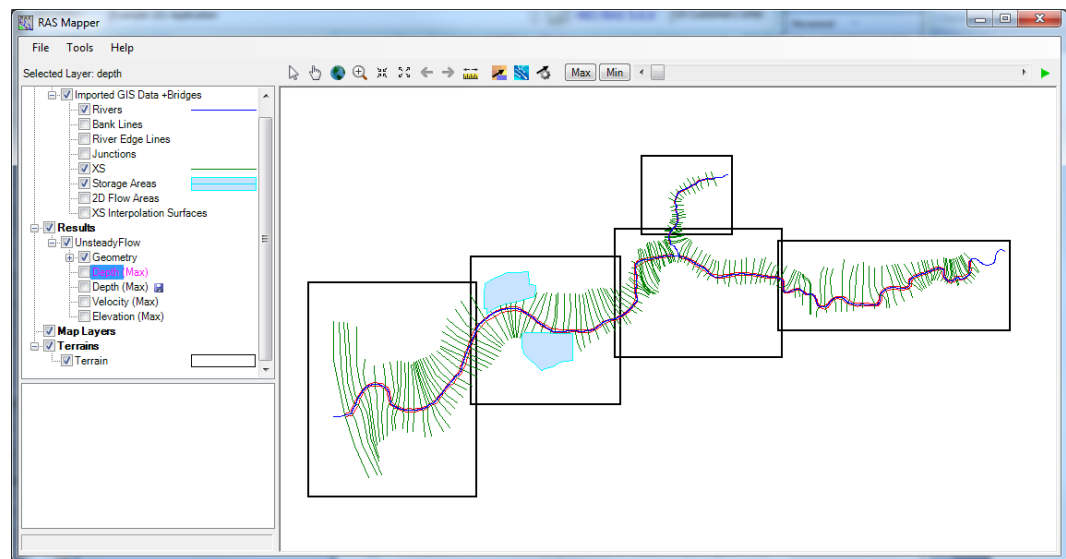 RAS Mapper
File Tools Help
Selected Layer: depth
Max Min
Imported GIS Data +Bridges
Rivers
Bank Lines
River Edge Lines
Junctions
XS
Storage Areas
2D Flow Areas
XS Interpolation Surfaces
Results
UnsteadyFlow
Geometry
Depth (Max)
Depth (Max)
Velocity (Max)
Elevation (Max)
Map Layers
Terrains
Terrain